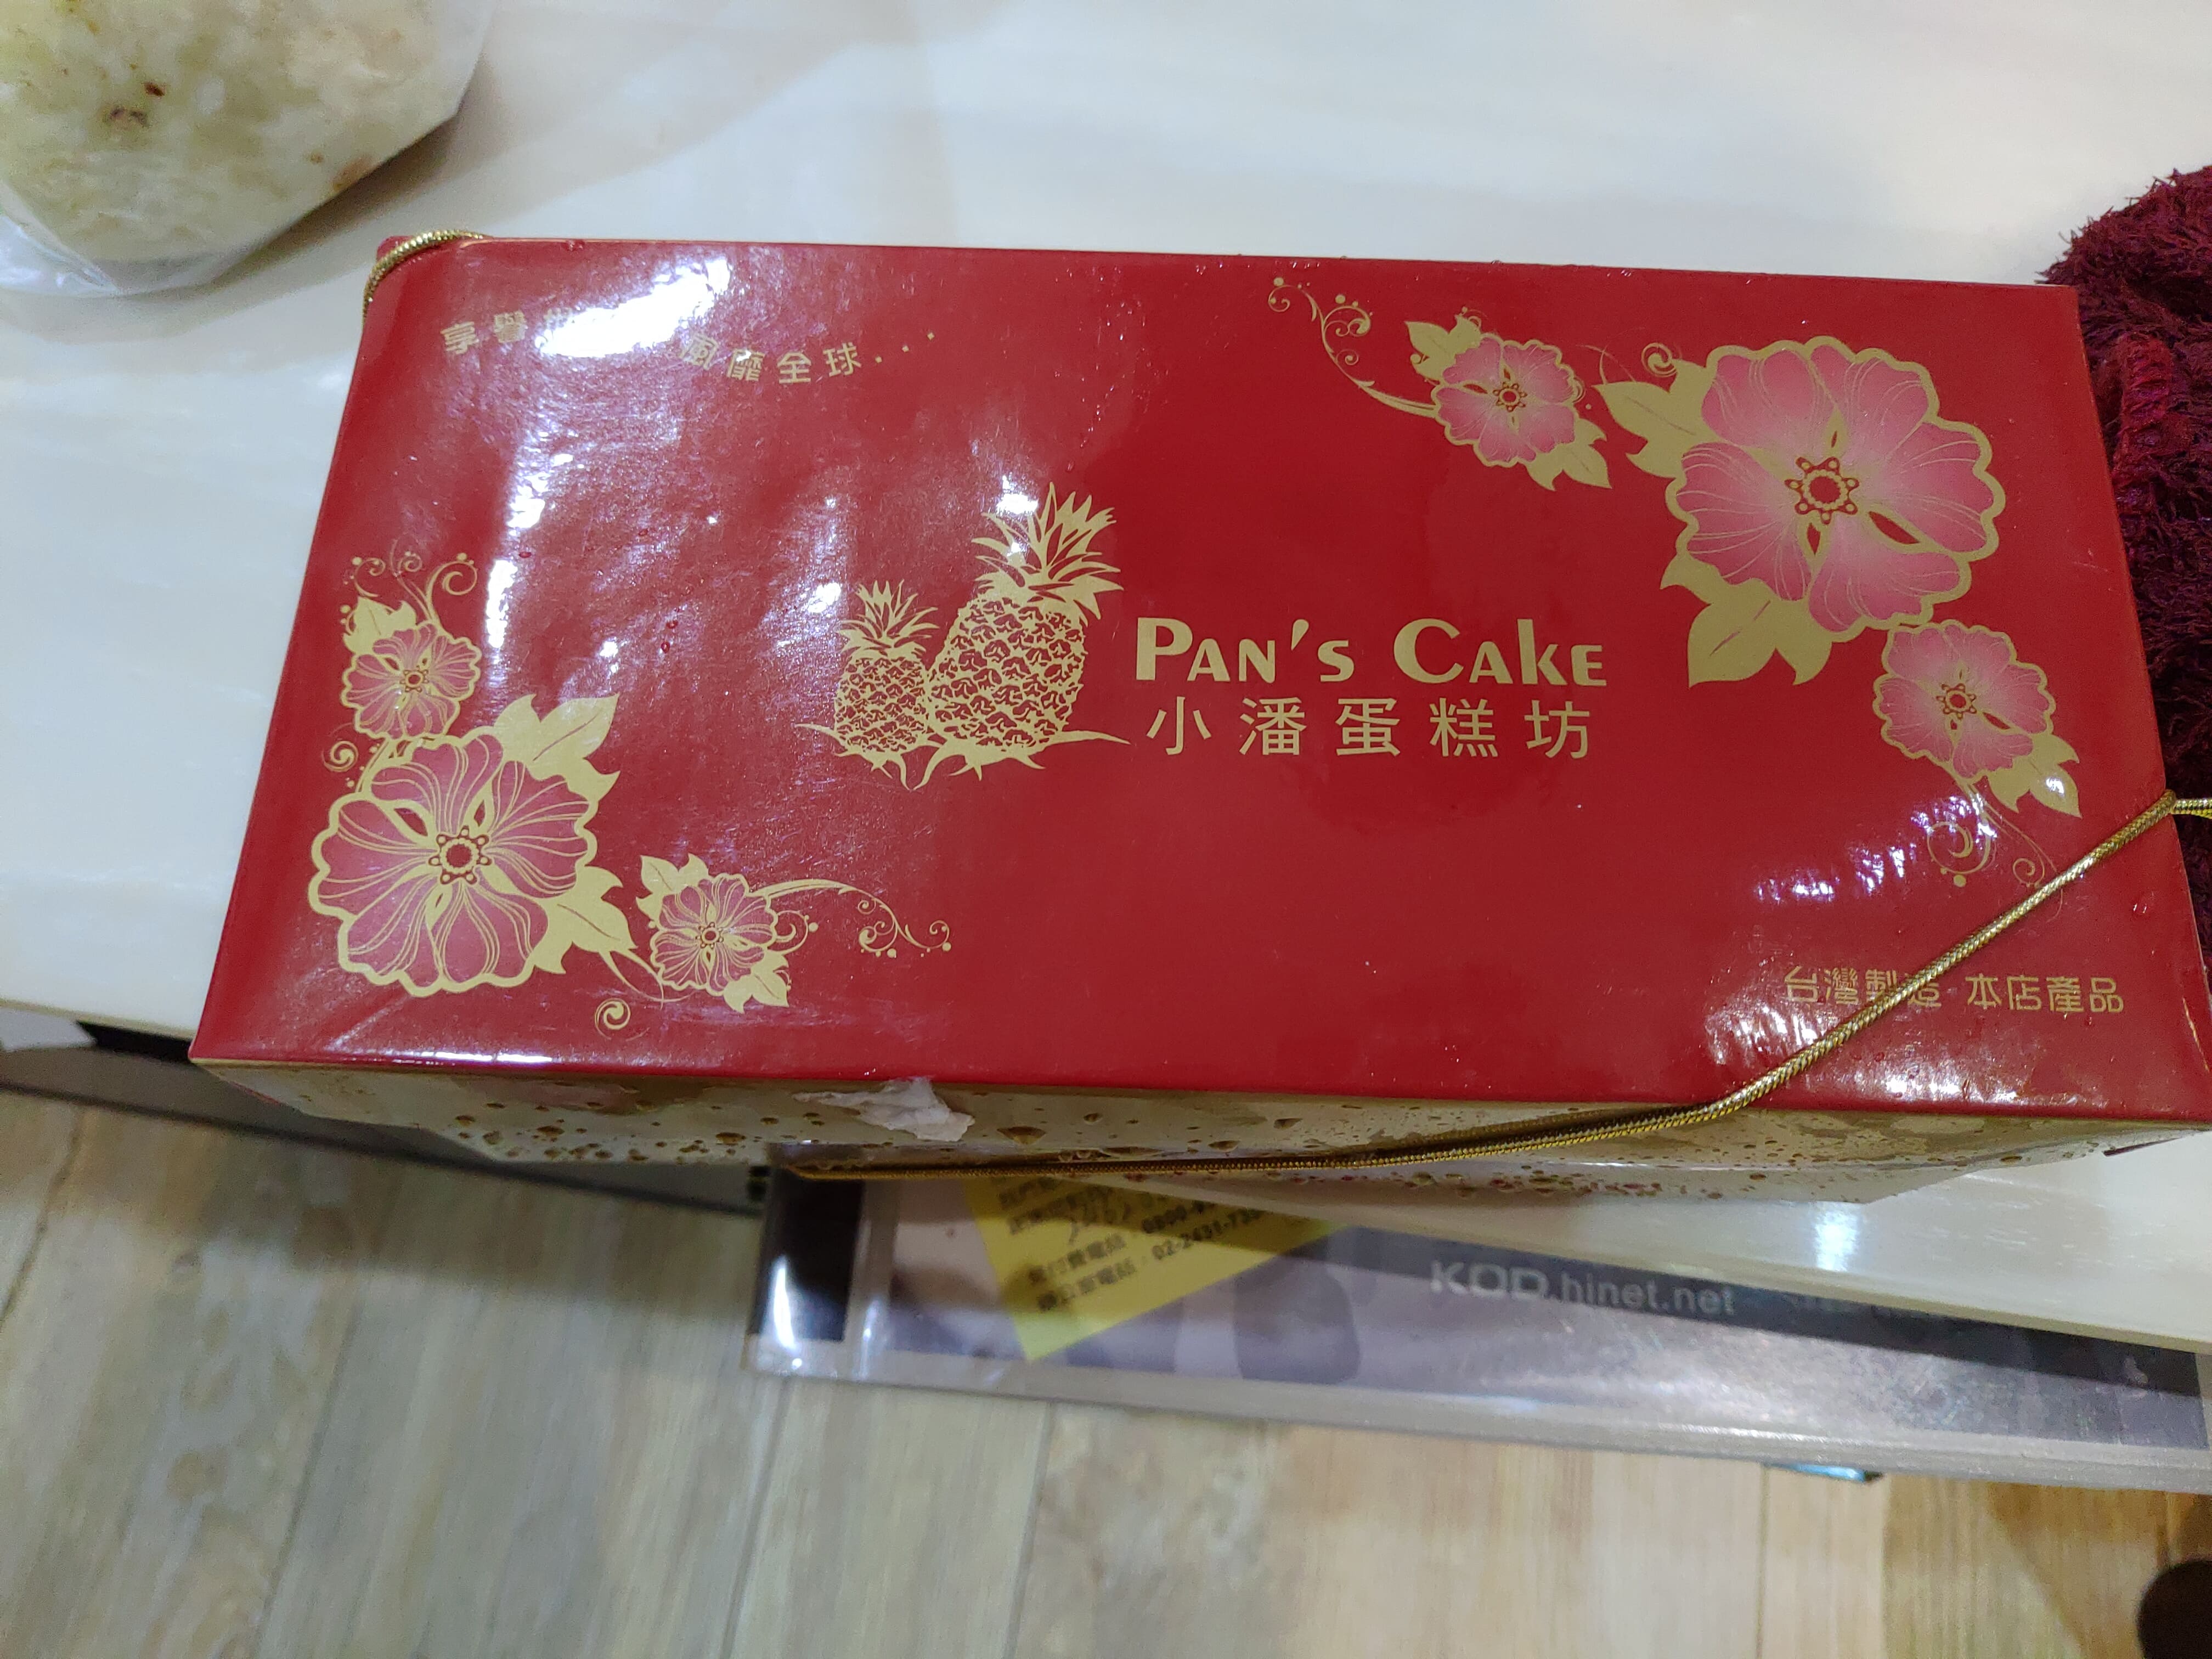 享譽
風靡全球...
PAN'S CAKE
小潘蛋糕坊
台灣製造 本店產品
KOD.hinet.net